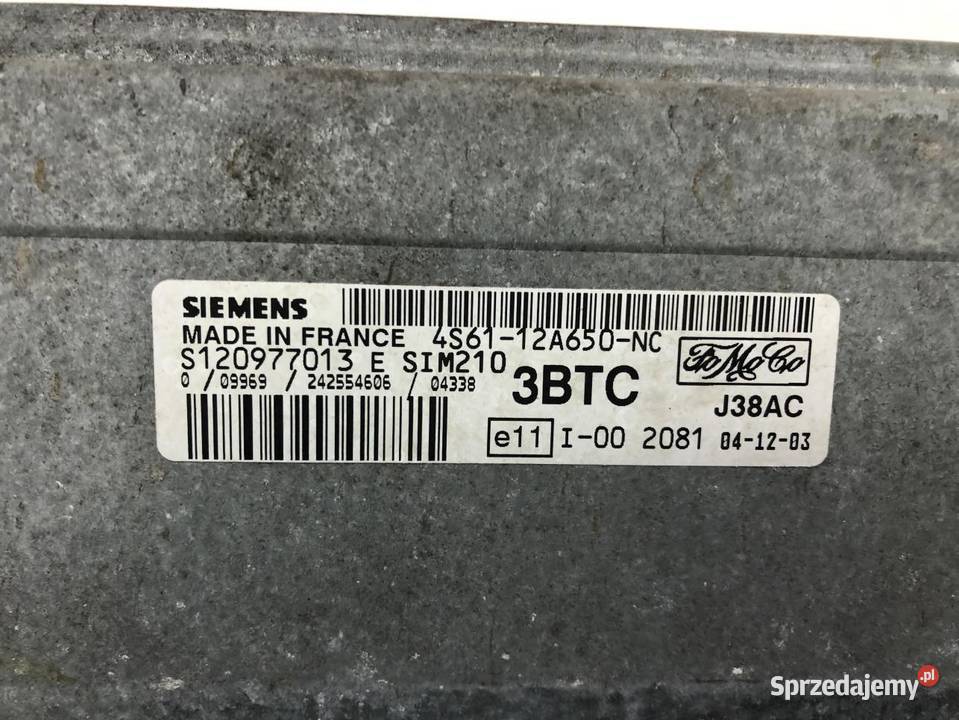 SIEMENS
MADE IN FRANCE 4S61-12A650-NC
S120977013 E SIM210
FoMoCo
0 / 09969 / 242554606 / 04338
3BTC
J38AC
e11 I-00 2081 04-12-03
Sprzedajemy.pl